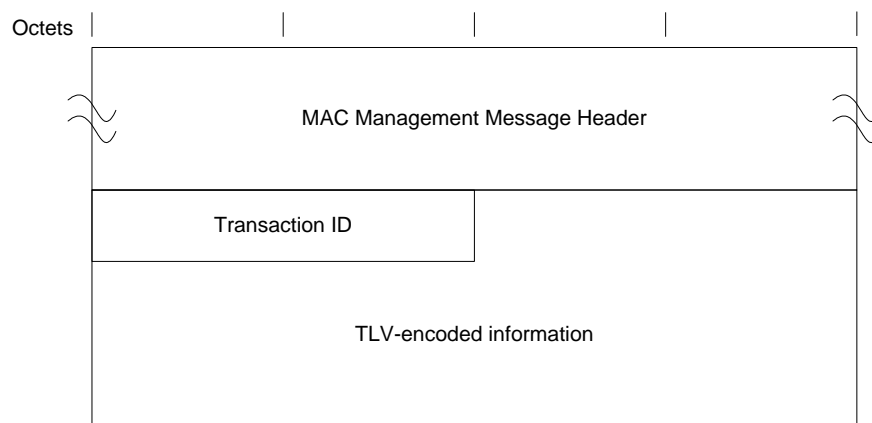 Octets
MAC Management Message Header
Transaction ID
TLV-encoded information